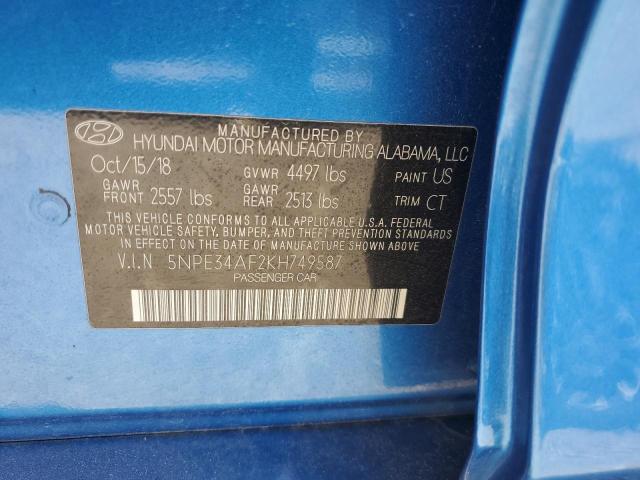 MANUFACTURED BY
HYUNDAI MOTOR MANUFACTURING ALABAMA, LLC
Oct/15/18 GVWR 4497 lbs PAINT US
GAWR FRONT 2557 lbs GAWR REAR 2513 lbs TRIM CT
THIS VEHICLE CONFORMS TO ALL APPLICABLE U.S.A. FEDERAL
MOTOR VEHICLE SAFETY, BUMPER, AND THEFT PREVENTION STANDARDS
IN EFFECT ON THE DATE OF MANUFACTURE SHOWN ABOVE.
V.I.N 5NPE34AF2KH749587
PASSENGER CAR